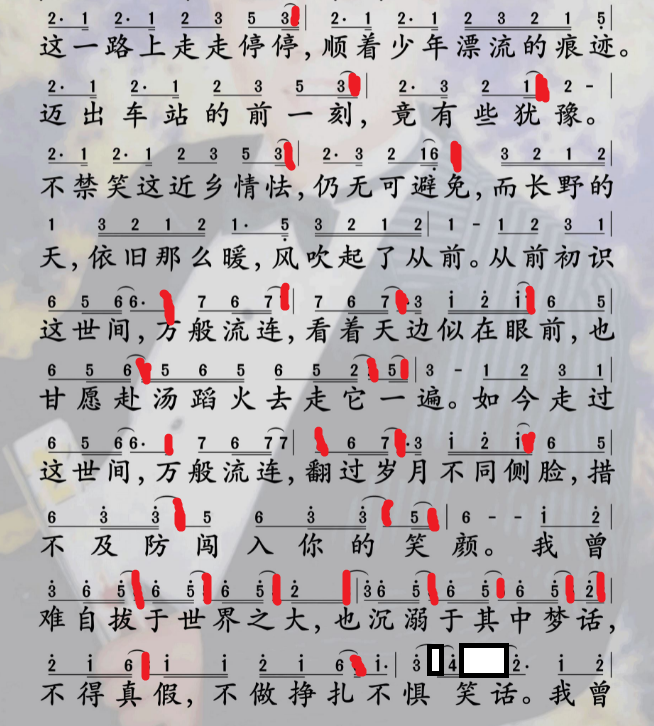 2· 1 2· 1 2 3 5 3 | 2· 1 2· 1 2 3 2 1 5 |
这一路上走走停停，顺着少年漂流的痕迹。
2· 1 2· 1 2 3 5 3 | 2· 3 2 1 2 - |
迈出车站的前一刻，竟有些犹豫。
2· 1 2· 1 2 3 5 3 | 2· 3 2 1 6̣ 3 2 1 2 |
不禁笑这近乡情怯，仍无可避免，而长野的
1 3 2 1 2 1· 5̣ 3 2 1 2 | 1 - 1 2 3 1 |
天，依旧那么暖，风吹起了从前。从前初识
6 5 6 6· 7 6 7 | 7 6 7 · 3 1̇ 2̇ 1̇ 6 5 |
这世间，万般流连，看着天边似在眼前，也
6 5 6 5 6 5 6 5 2 5 | 3 - 1 2 3 1 |
甘愿赴汤蹈火去走它一遍。如今走过
6 5 6 6· 7 6 7 7 | 6 7 · 3 1̇ 2̇ 1̇ 6 5 |
这世间，万般流连，翻过岁月不同侧脸，措
6 3̇ 3̇ 5 6 3̇ 3̇ 5 | 6 - - 1̇ 2̇ |
不及防闯入你的笑颜。我曾
3̇ 6 5̇ 6̇ 5̇ 6̇ 5̇ 2̇ | 3̇ 6̇ 5̇ 6̇ 5̇ 6̇ 5̇ 2̇ |
难自拔于世界之大，也沉溺于其中梦话，
2̇ 1̇ 6 1̇ 1̇ 2̇ 1̇ 6 1̇· | 3̇ 4̇ 2̇· 1̇ 2̇ |
不得真假，不做挣扎不惧笑话。我曾